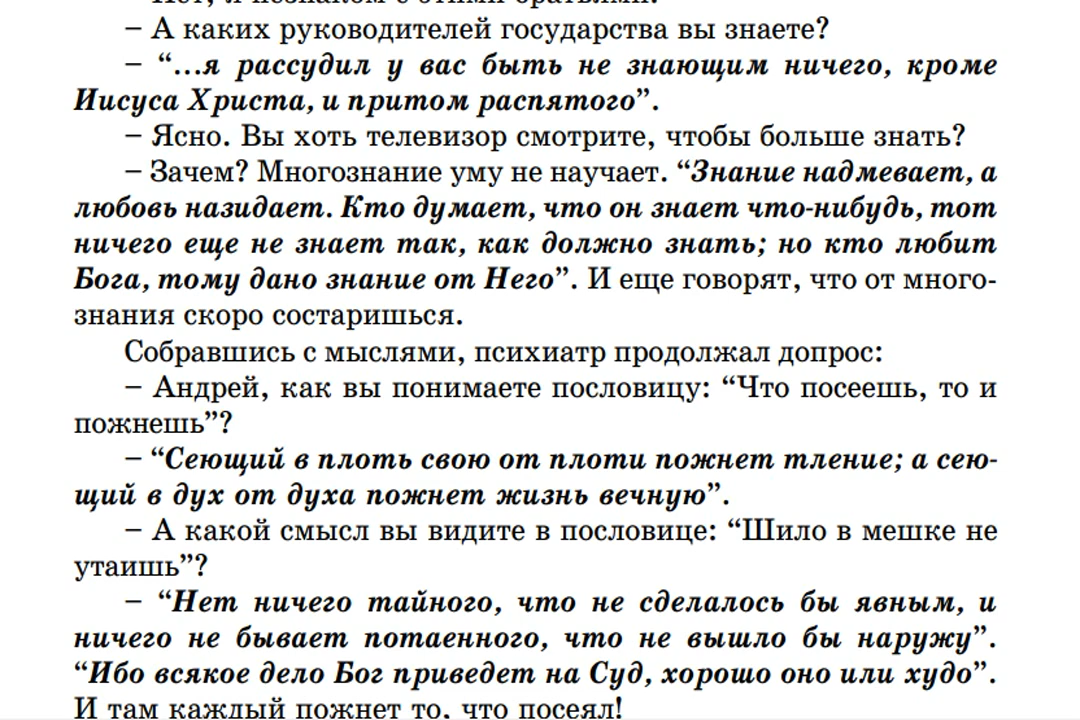 – А каких руководителей государства вы знаете?
– “...я рассудил у вас быть не знающим ничего, кроме
Иисуса Христа, и притом распятого”.
– Ясно. Вы хоть телевизор смотрите, чтобы больше знать?
– Зачем? Многознание уму не научает. “Знание надмевает, а
любовь назидает. Кто думает, что он знает что-нибудь, тот
ничего еще не знает так, как должно знать; но кто любит
Бога, тому дано знание от Него”. И еще говорят, что от много-
знания скоро состаришься.
Собравшись с мыслями, психиатр продолжал допрос:
– Андрей, как вы понимаете пословицу: “Что посеешь, то и
пожнешь”?
– “Сеющий в плоть свою от плоти пожнет тление; а сею-
щий в дух от духа пожнет жизнь вечную”.
– А какой смысл вы видите в пословице: “Шило в мешке не
утаишь”?
– “Нет ничего тайного, что не сделалось бы явным, и
ничего не бывает потаенного, что не вышло бы наружу”.
“Ибо всякое дело Бог приведет на Суд, хорошо оно или худо”.
И там каждый пожнет то, что посеял!